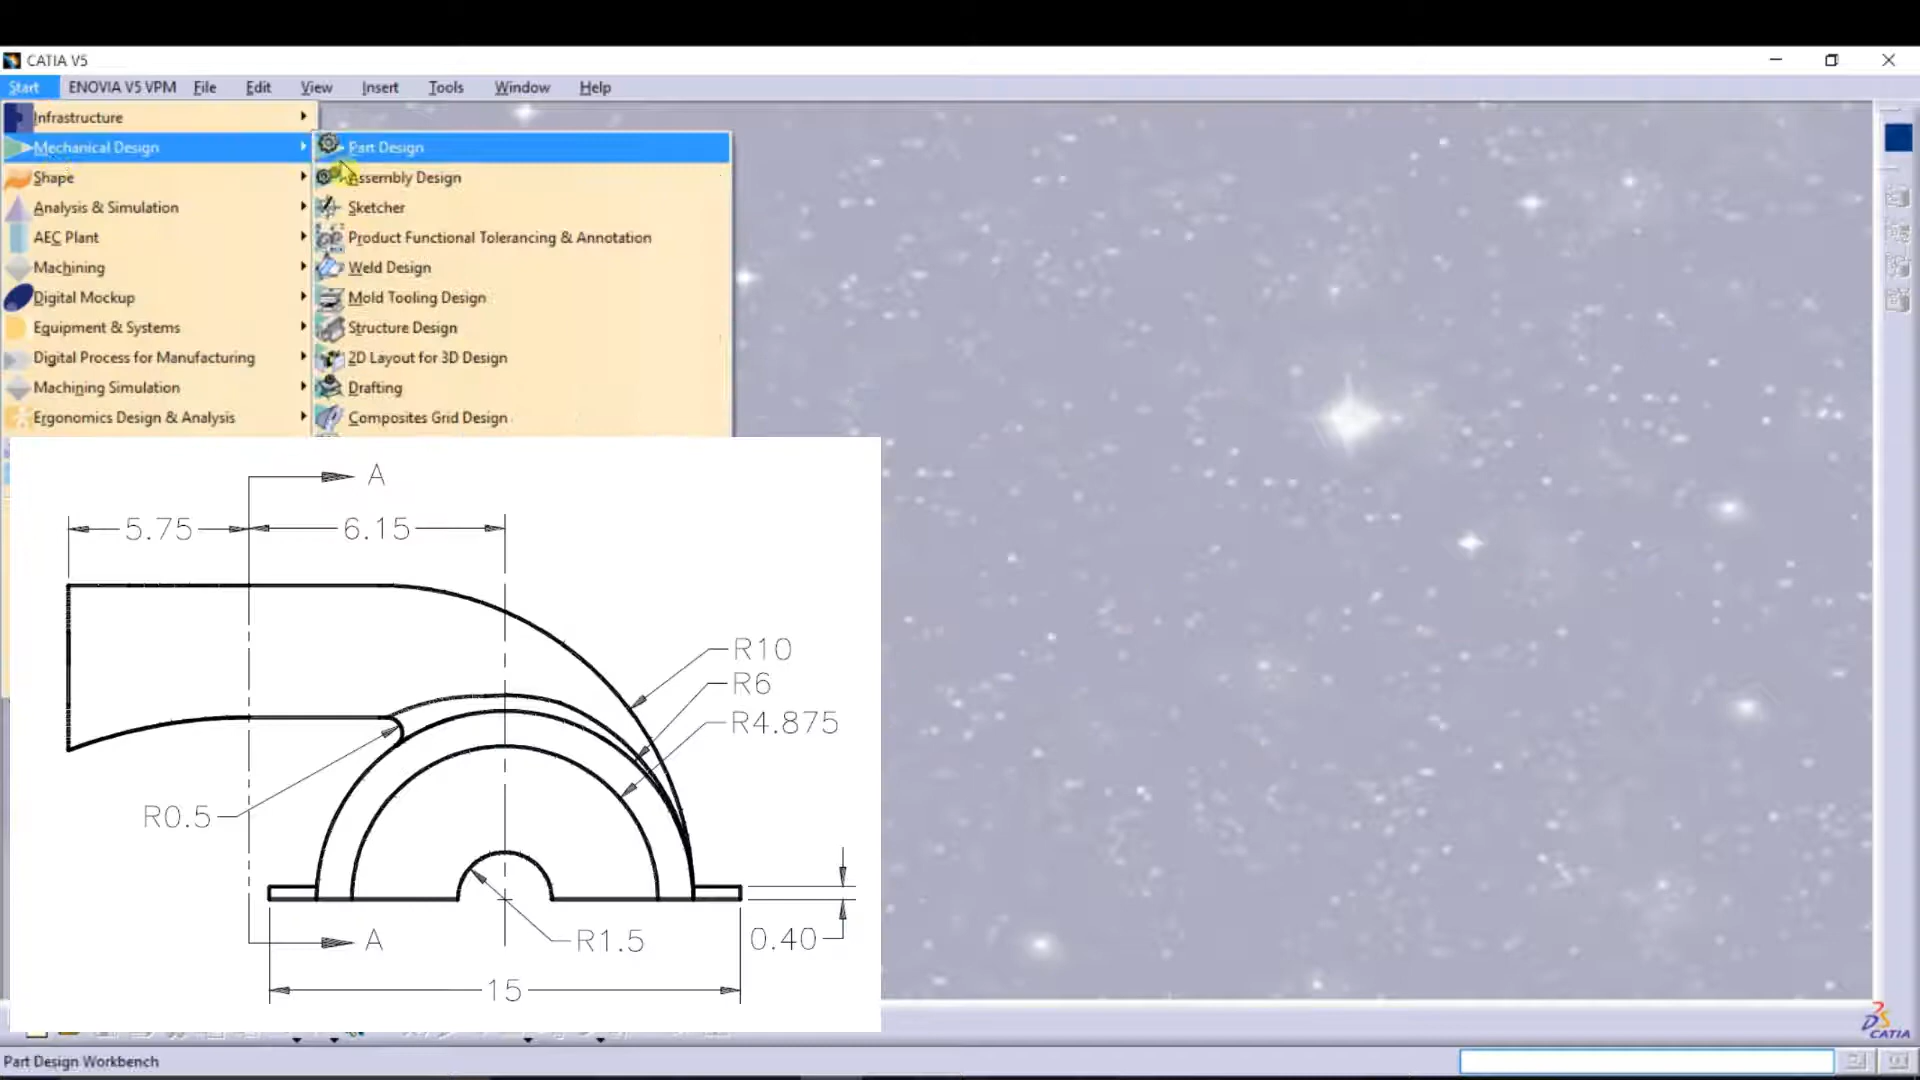 CATIA V5
Start ENOVIA V5 VPM File Edit View Insert Tools Window Help
Infrastructure
Mechanical Design
Shape
Analysis & Simulation
AEC Plant
Machining
Digital Mockup
Equipment & Systems
Digital Process for Manufacturing
Machining Simulation
Ergonomics Design & Analysis
Part Design
Assembly Design
Sketcher
Product Functional Tolerancing & Annotation
Weld Design
Mold Tooling Design
Structure Design
2D Layout for 3D Design
Drafting
Composites Grid Design
A
5.75
6.15
R10
R6
R4.875
R0.5
A
R1.5
0.40
15
CATIA
Part Design Workbench